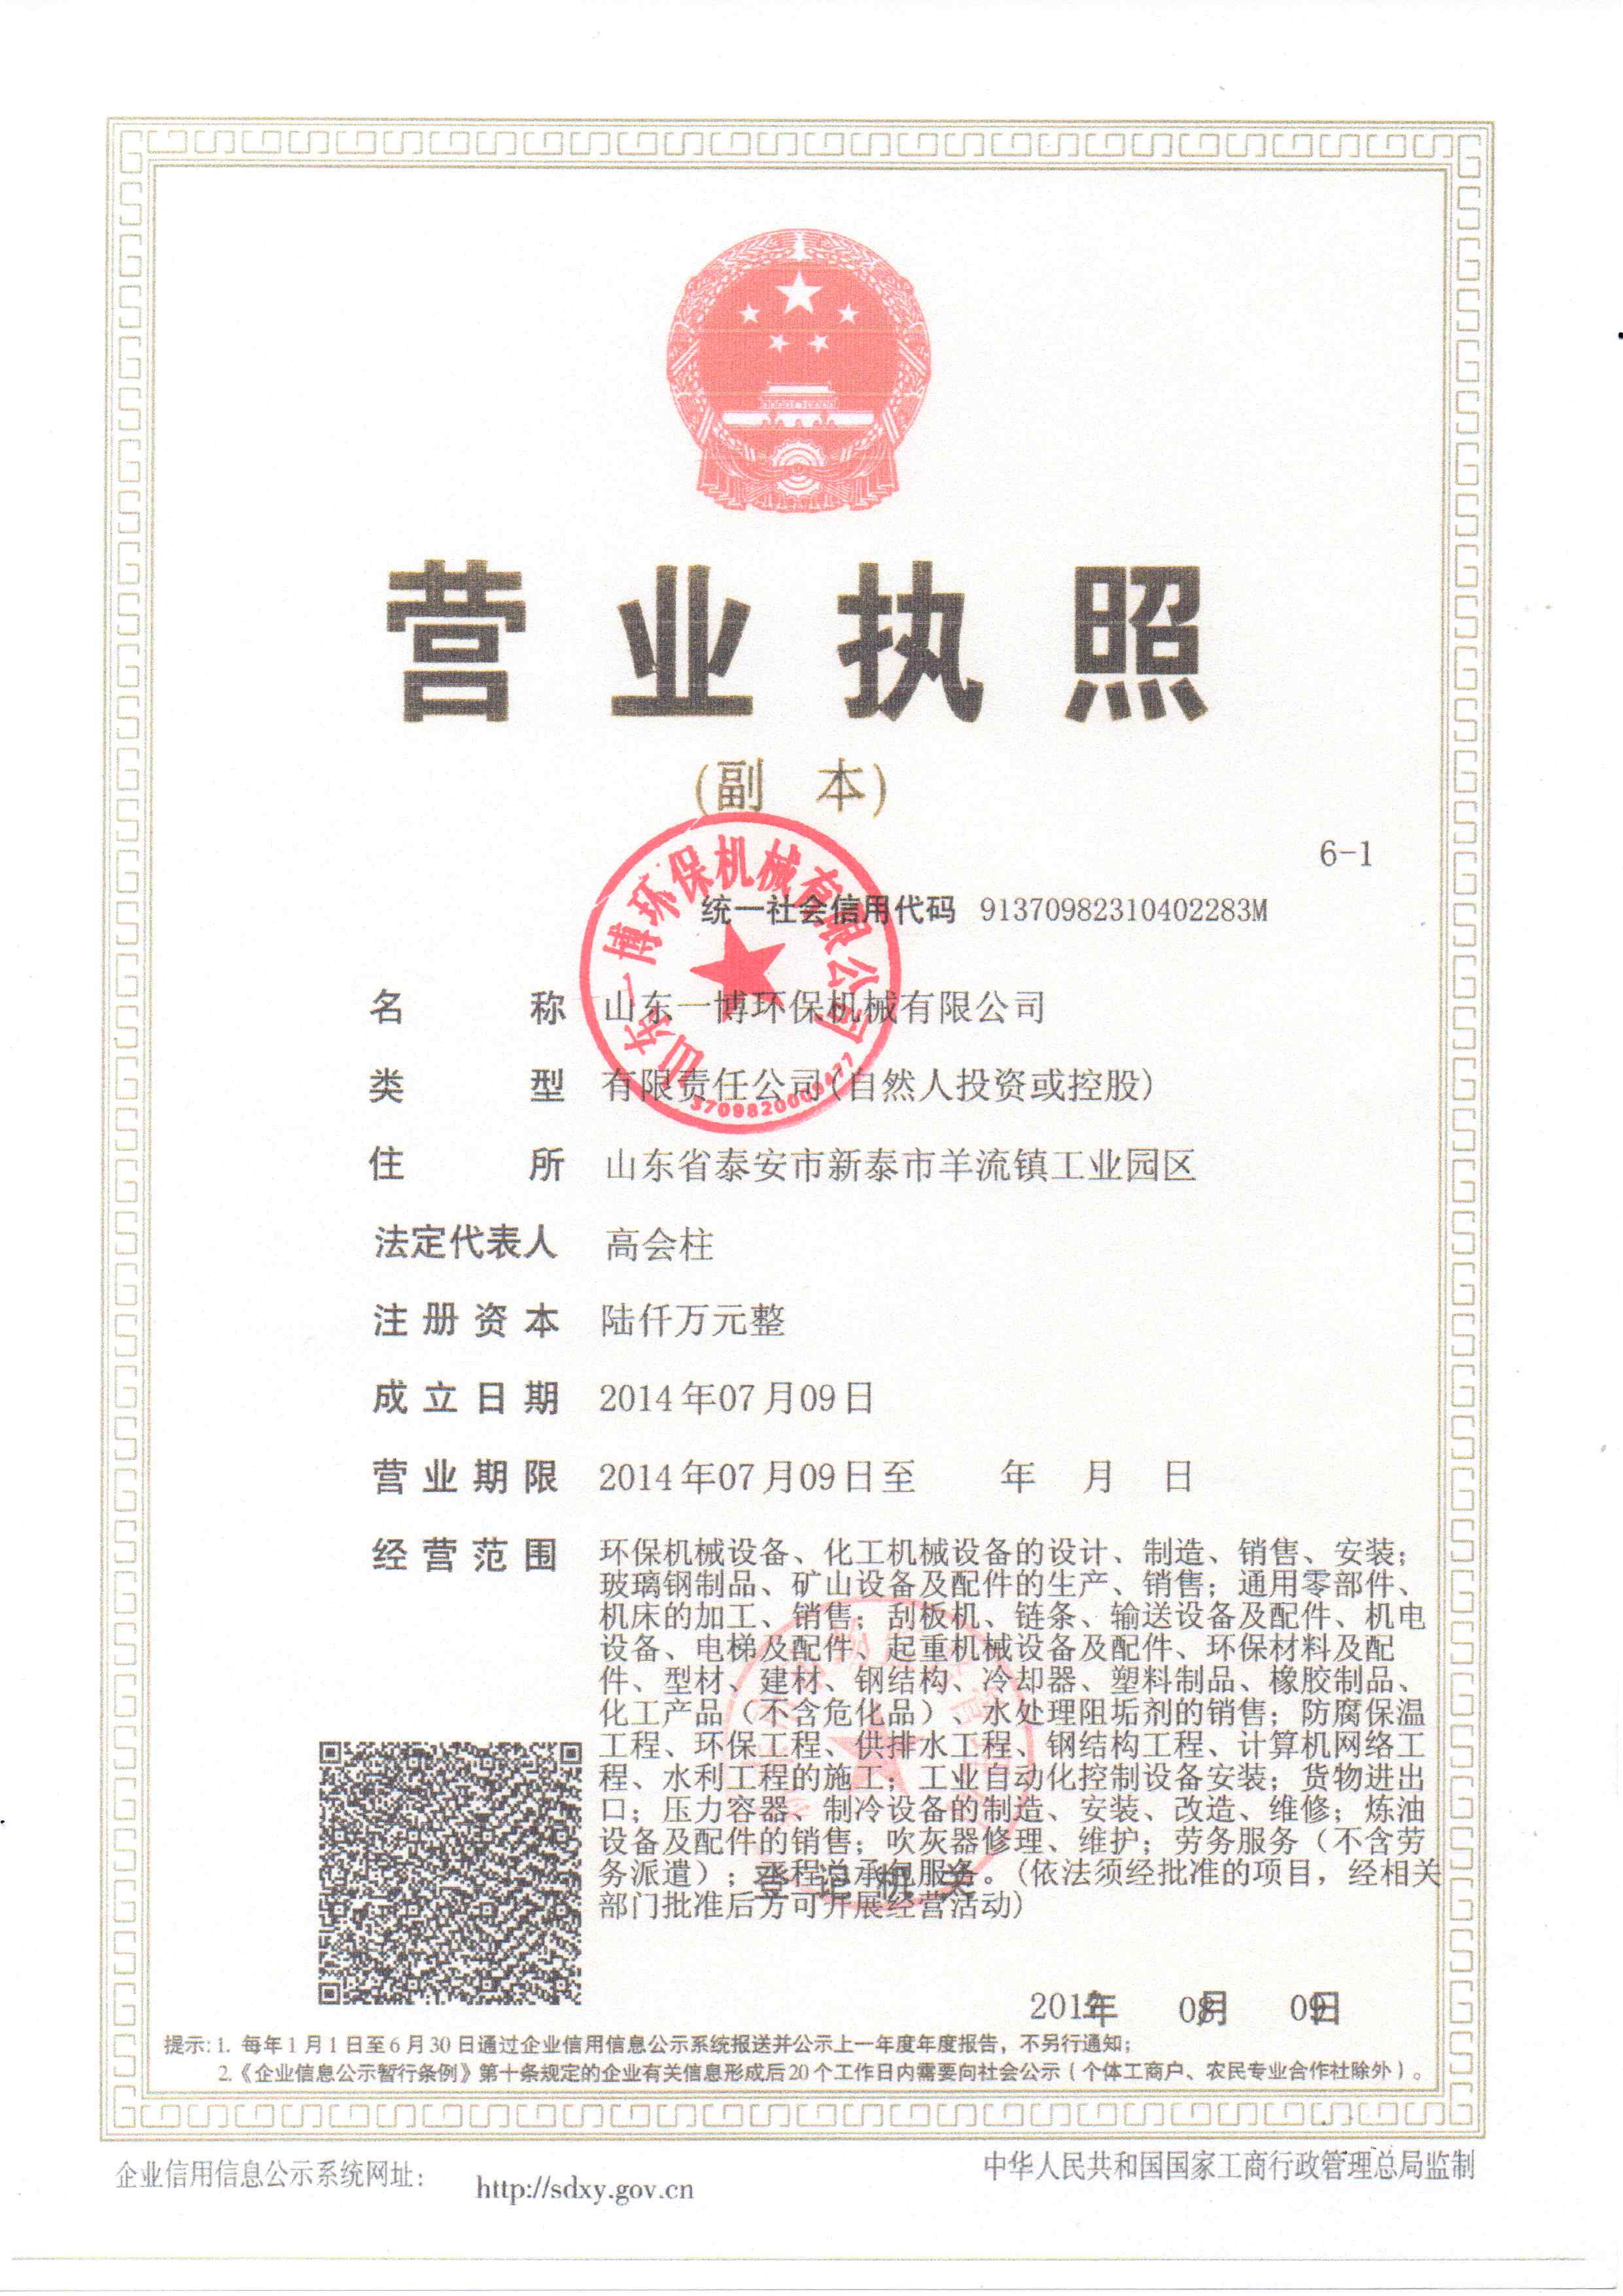 营业执照
(副 本)
6-1
统一社会信用代码 91370982310402283M
山东一博环保机械有限公司
名 称 山东一博环保机械有限公司
类 型 有限责任公司(自然人投资或控股)
住 所 山东省泰安市新泰市羊流镇工业园区
法定代表人 高会柱
注册资本 陆仟万元整
成立日期 2014年07月09日
营业期限 2014年07月09日至 年 月 日
经营范围 环保机械设备、化工机械设备的设计、制造、销售、安装；
玻璃钢制品、矿山设备及配件的生产、销售；通用零部件、
机床的加工、销售；刮板机、链条、输送设备及配件、机电
设备、电梯及配件、起重机械设备及配件、环保材料及配
件、型材、建材、钢结构、冷却器、塑料制品、橡胶制品、
化工产品（不含危化品）、水处理阻垢剂的销售；防腐保温
工程、环保工程、供排水工程、钢结构工程、计算机网络工
程、水利工程的施工；工业自动化控制设备安装；货物进出
口；压力容器、制冷设备的制造、安装、改造、维修；炼油
设备及配件的销售；吹灰器修理、维护；劳务服务（不含劳
务派遣）；工程总承包服务。(依法须经批准的项目，经相关
部门批准后方可开展经营活动)
登记机关
年 08月 09日
提示：1. 每年1月1日至6月30日通过企业信用信息公示系统报送并公示上一年度年度报告，不另行通知；
2.《企业信息公示暂行条例》第十条规定的企业有关信息形成后20个工作日内需要向社会公示（个体工商户、农民专业合作社除外）。
企业信用信息公示系统网址： http://sdxy.gov.cn
中华人民共和国国家工商行政管理总局监制